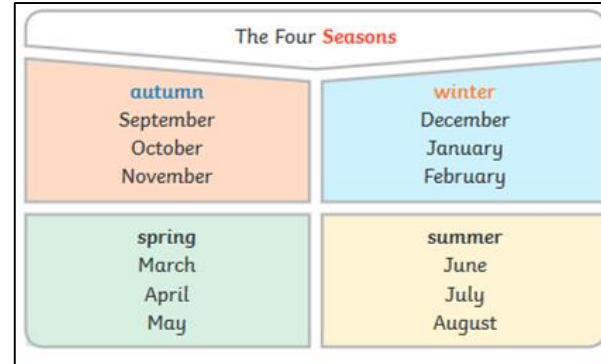 The Four Seasons
autumn
September
October
November
winter
December
January
February
spring
March
April
May
summer
June
July
August